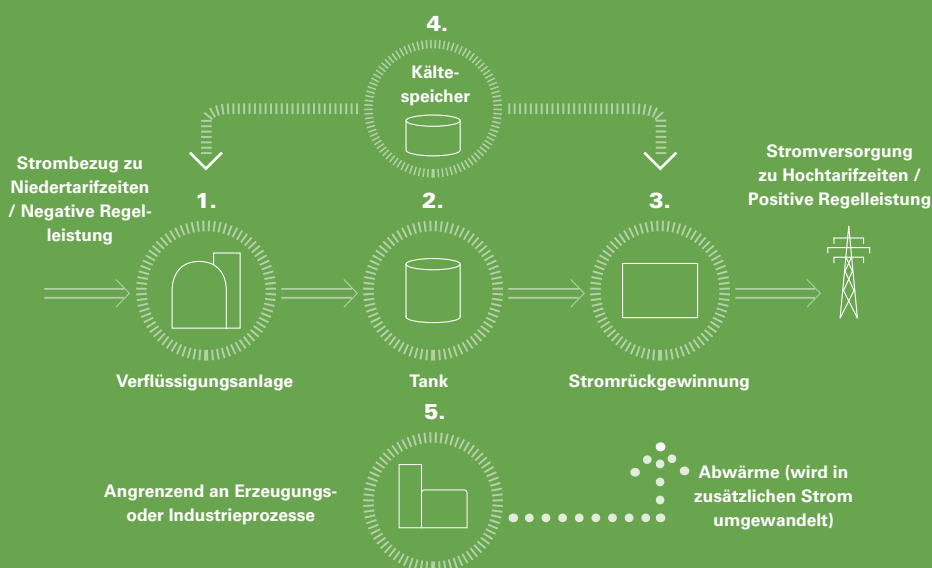 4.
Kälte-
speicher
Strombezug zu
Niedertarifzeiten
/ Negative Regel-
leistung
Stromversorgung
zu Hochtarifzeiten /
Positive Regelleistung
1.
2.
3.
Verflüssigungsanlage
Tank
Stromrückgewinnung
5.
Angrenzend an Erzeugungs-
oder Industrieprozesse
Abwärme (wird in
zusätzlichen Strom
umgewandelt)